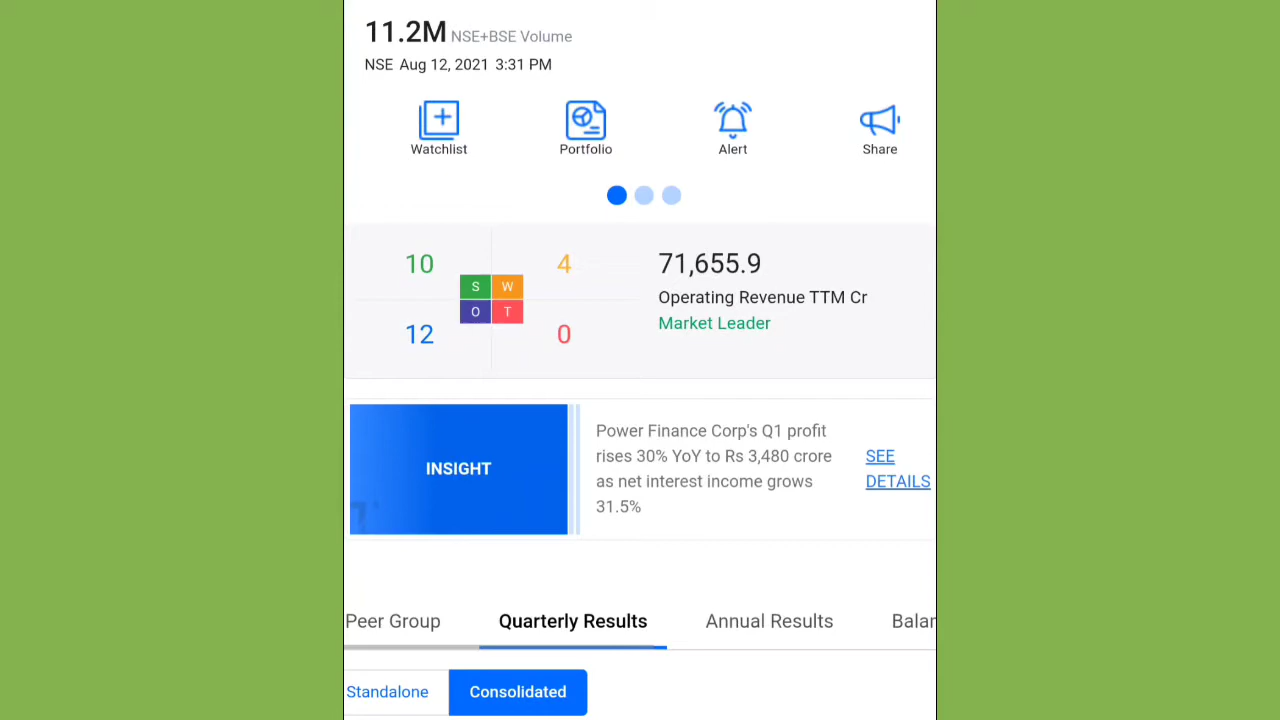 11.2M NSE+BSE Volume
NSE Aug 12, 2021 3:31 PM
Watchlist Portfolio Alert Share
10 4
S W
O T
12 0
71,655.9
Operating Revenue TTM Cr
Market Leader
INSIGHT
Power Finance Corp's Q1 profit
rises 30% YoY to Rs 3,480 crore
as net interest income grows
31.5%
SEE
DETAILS
Peer Group Quarterly Results Annual Results Balar
Standalone Consolidated